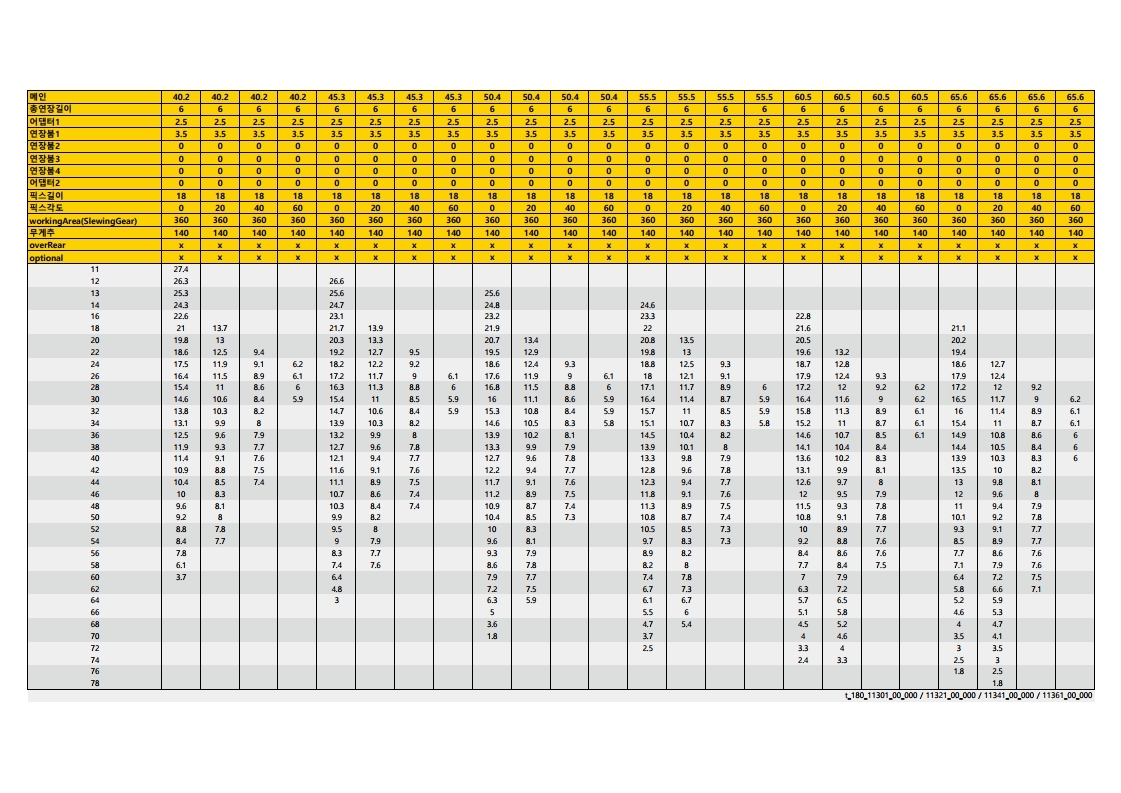 메인 40.2 40.2 40.2 40.2 45.3 45.3 45.3 45.3 50.4 50.4 50.4 50.4 55.5 55.5 55.5 55.5 60.5 60.5 60.5 60.5 65.6 65.6 65.6 65.6
총연장길이 6 6 6 6 6 6 6 6 6 6 6 6 6 6 6 6 6 6 6 6 6 6 6 6
어댑터1 2.5 2.5 2.5 2.5 2.5 2.5 2.5 2.5 2.5 2.5 2.5 2.5 2.5 2.5 2.5 2.5 2.5 2.5 2.5 2.5 2.5 2.5 2.5 2.5
연장붐1 3.5 3.5 3.5 3.5 3.5 3.5 3.5 3.5 3.5 3.5 3.5 3.5 3.5 3.5 3.5 3.5 3.5 3.5 3.5 3.5 3.5 3.5 3.5 3.5
연장붐2 0 0 0 0 0 0 0 0 0 0 0 0 0 0 0 0 0 0 0 0 0 0 0 0
연장붐3 0 0 0 0 0 0 0 0 0 0 0 0 0 0 0 0 0 0 0 0 0 0 0 0
연장붐4 0 0 0 0 0 0 0 0 0 0 0 0 0 0 0 0 0 0 0 0 0 0 0 0
어댑터2 0 0 0 0 0 0 0 0 0 0 0 0 0 0 0 0 0 0 0 0 0 0 0 0
픽스길이 18 18 18 18 18 18 18 18 18 18 18 18 18 18 18 18 18 18 18 18 18 18 18 18
픽스각도 0 20 40 60 0 20 40 60 0 20 40 60 0 20 40 60 0 20 40 60 0 20 40 60
workingArea(SlewingGear) 360 360 360 360 360 360 360 360 360 360 360 360 360 360 360 360 360 360 360 360 360 360 360 360
무게추 140 140 140 140 140 140 140 140 140 140 140 140 140 140 140 140 140 140 140 140 140 140 140 140
overRear x x x x x x x x x x x x x x x x x x x x x x x x
optional x x x x x x x x x x x x x x x x x x x x x x x x
11 27.4
12 26.3 26.6
13 25.3 25.6 25.6
14 24.3 24.7 24.8 24.6
16 22.6 23.1 23.2 23.3 22.8
18 21 13.7 21.7 13.9 21.9 22 21.6 21.1
20 19.8 13 20.3 13.3 20.7 13.4 20.8 13.5 20.5 20.2
22 18.6 12.5 9.4 19.2 12.7 9.5 19.5 12.9 19.8 13 19.6 13.2 19.4
24 17.5 11.9 9.1 6.2 18.2 12.2 9.2 18.6 12.4 9.3 18.8 12.5 9.3 18.7 12.8 18.6 12.7
26 16.4 11.5 8.9 6.1 17.2 11.7 9 6.1 17.6 11.9 9 6.1 18 12.1 9.1 17.9 12.4 9.3 17.9 12.4
28 15.4 11 8.6 6 16.3 11.3 8.8 6 16.8 11.5 8.8 6 17.1 11.7 8.9 6 17.2 12 9.2 6.2 17.2 12 9.2
30 14.6 10.6 8.4 5.9 15.4 11 8.5 5.9 16 11.1 8.6 5.9 16.4 11.4 8.7 5.9 16.4 11.6 9 6.2 16.5 11.7 9 6.2
32 13.8 10.3 8.2 14.7 10.6 8.4 5.9 15.3 10.8 8.4 5.9 15.7 11 8.5 5.9 15.8 11.3 8.9 6.1 16 11.4 8.9 6.1
34 13.1 9.9 8 13.9 10.3 8.2 14.6 10.5 8.3 5.8 15.1 10.7 8.3 5.8 15.2 11 8.7 6.1 15.4 11 8.7 6.1
36 12.5 9.6 7.9 13.2 9.9 8 13.9 10.2 8.1 14.5 10.4 8.2 14.6 10.7 8.5 6.1 14.9 10.8 8.6 6
38 11.9 9.3 7.7 12.7 9.6 7.8 13.3 9.9 7.9 13.9 10.1 8 14.1 10.4 8.4 14.4 10.5 8.4 6
40 11.4 9.1 7.6 12.1 9.4 7.7 12.7 9.6 7.8 13.3 9.8 7.9 13.6 10.2 8.3 13.9 10.3 8.3 6
42 10.9 8.8 7.5 11.6 9.1 7.6 12.2 9.4 7.7 12.8 9.6 7.8 13.1 9.9 8.1 13.5 10 8.2
44 10.4 8.5 7.4 11.1 8.9 7.5 11.7 9.1 7.6 12.3 9.4 7.7 12.6 9.7 8 13 9.8 8.1
46 10 8.3 10.7 8.6 7.4 11.2 8.9 7.5 11.8 9.1 7.6 12 9.5 7.9 12 9.6 8
48 9.6 8.1 10.3 8.4 7.4 10.9 8.7 7.4 11.3 8.9 7.5 11.5 9.3 7.8 11 9.4 7.9
50 9.2 8 9.9 8.2 10.4 8.5 7.3 10.8 8.7 7.4 10.8 9.1 7.8 10.1 9.2 7.8
52 8.8 7.8 9.5 8 10 8.3 10.5 8.5 7.3 10 8.9 7.7 9.3 9.1 7.7
54 8.4 7.7 9 7.9 9.6 8.1 9.7 8.3 7.3 9.2 8.8 7.6 8.5 8.9 7.7
56 7.8 8.3 7.7 9.3 7.9 8.9 8.2 8.4 8.6 7.6 7.7 8.6 7.6
58 6.1 7.4 7.6 8.6 7.8 8.2 8 7.7 8.4 7.5 7.1 7.9 7.6
60 3.7 6.4 7.9 7.7 7.4 7.8 7 7.9 6.4 7.2 7.5
62 4.8 7.2 7.5 6.7 7.3 6.3 7.2 5.8 6.6 7.1
64 3 6.3 5.9 6.1 6.7 5.7 6.5 5.2 5.9
66 5 5.5 6 5.1 5.8 4.6 5.3
68 3.6 4.7 5.4 4.5 5.2 4 4.7
70 1.8 3.7 4 4.6 3.5 4.1
72 2.5 3.3 4 3 3.5
74 2.4 3.3 2.5 3
76 1.8 2.5
78 1.8
t_180_11301_00_000 / 11321_00_000 / 11341_00_000 / 11361_00_000